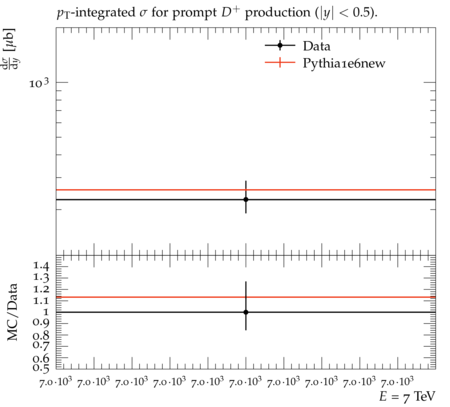 pT-integrated σ for prompt D⁺ production (|y| < 0.5).
dσ/dy [μb]
Data
Pythia1e6new
10³
MC/Data
1.4
1.3
1.2
1.1
1
0.9
0.8
0.7
0.6
0.5
7.0·10³ 7.0·10³ 7.0·10³ 7.0·10³ 7.0·10³ 7.0·10³ 7.0·10³ 7.0·10³ 7.0·10³ 7.0·10³
E = 7 TeV